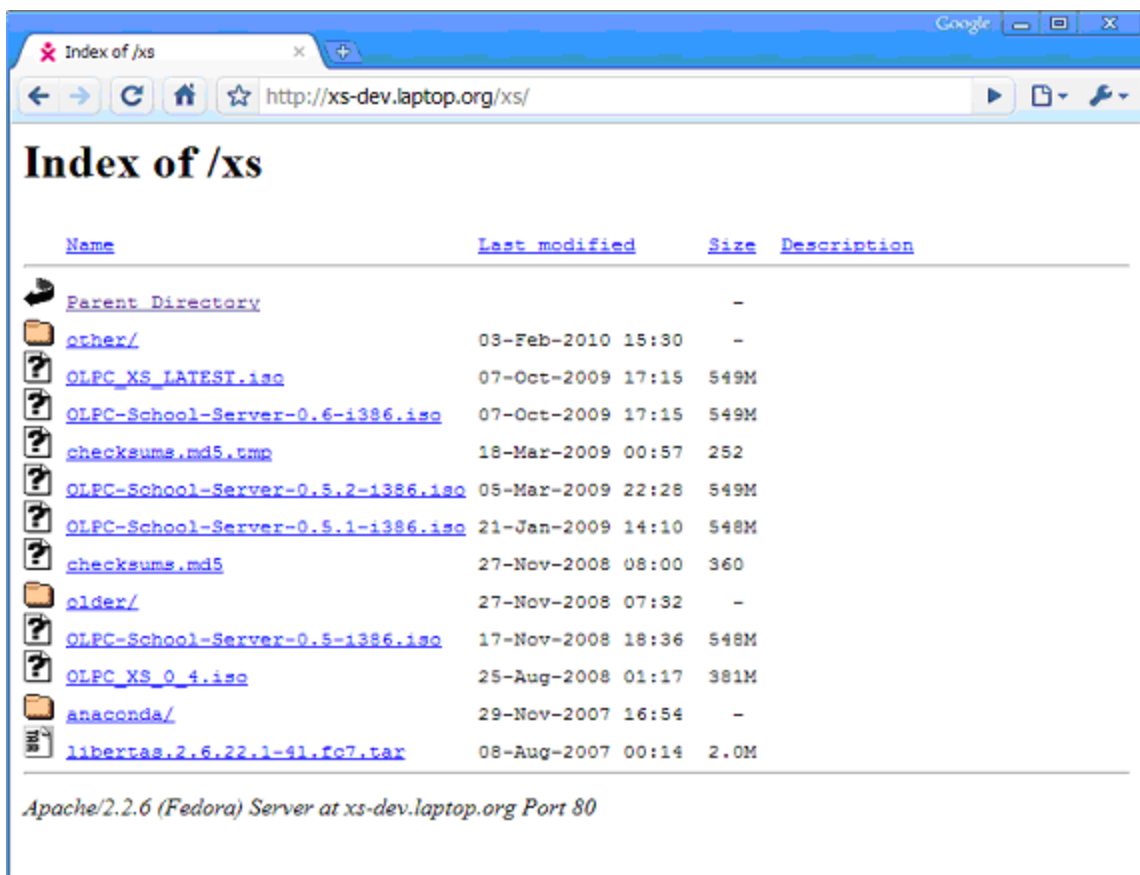 Google
Index of /xs
http://xs-dev.laptop.org/xs/
Index of /xs
Name Last modified Size Description
Parent Directory -
other/ 03-Feb-2010 15:30 -
OLPC_XS_LATEST.iso 07-Oct-2009 17:15 549M
OLPC-School-Server-0.6-i386.iso 07-Oct-2009 17:15 549M
checksums.md5.tmp 18-Mar-2009 00:57 252
OLPC-School-Server-0.5.2-i386.iso 05-Mar-2009 22:28 549M
OLPC-School-Server-0.5.1-i386.iso 21-Jan-2009 14:10 548M
checksums.md5 27-Nov-2008 08:00 360
older/ 27-Nov-2008 07:32 -
OLPC-School-Server-0.5-i386.iso 17-Nov-2008 18:36 548M
OLPC_XS_0_4.iso 25-Aug-2008 01:17 381M
anaconda/ 29-Nov-2007 16:54 -
TAR libertas.2.6.22.1-41.fc7.tar 08-Aug-2007 00:14 2.0M
Apache/2.2.6 (Fedora) Server at xs-dev.laptop.org Port 80